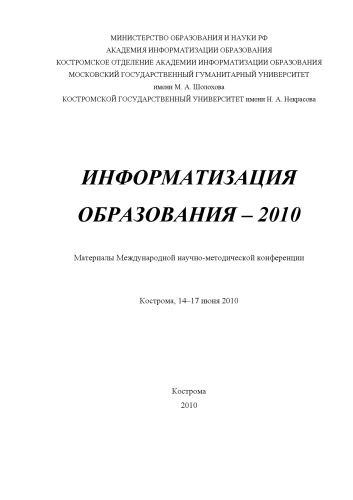 МИНИСТЕРСТВО ОБРАЗОВАНИЯ И НАУКИ РФ
АКАДЕМИЯ ИНФОРМАТИЗАЦИИ ОБРАЗОВАНИЯ
КОСТРОМСКОЕ ОТДЕЛЕНИЕ АКАДЕМИИ ИНФОРМАТИЗАЦИИ ОБРАЗОВАНИЯ
МОСКОВСКИЙ ГОСУДАРСТВЕННЫЙ ГУМАНИТАРНЫЙ УНИВЕРСИТЕТ
имени М. А. Шолохова
КОСТРОМСКОЙ ГОСУДАРСТВЕННЫЙ УНИВЕРСИТЕТ имени Н. А. Некрасова
ИНФОРМАТИЗАЦИЯ
ОБРАЗОВАНИЯ – 2010
Материалы Международной научно-методической конференции
Кострома, 14–17 июня 2010
Кострома
2010